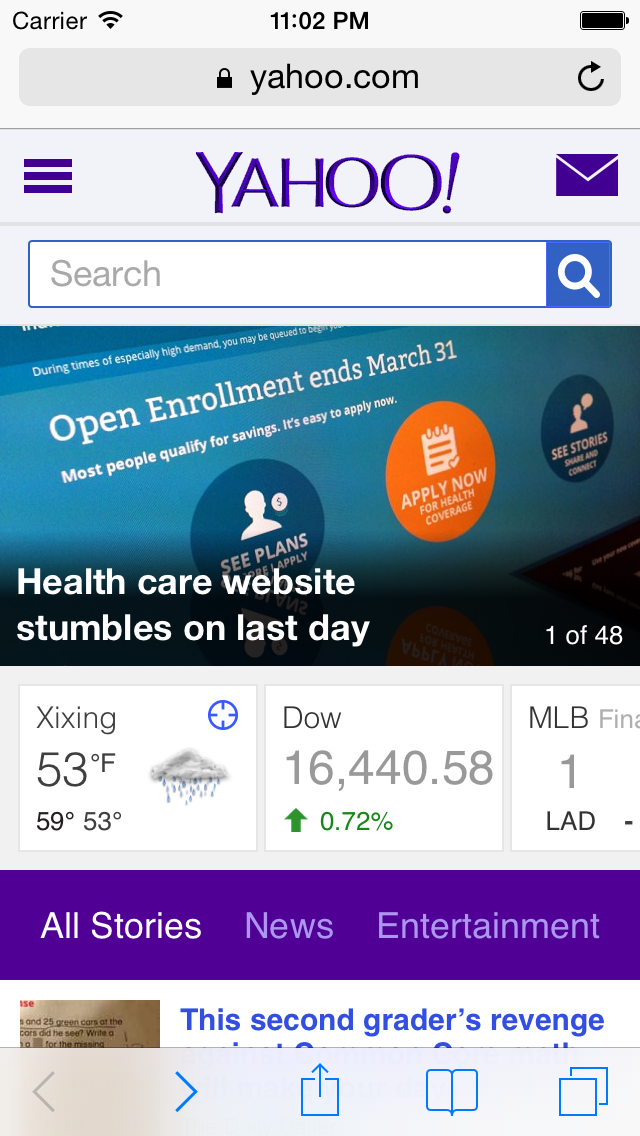 Carrier 11:02 PM
yahoo.com
YAHOO!
Search
During times of especially high demand, you may be queued to begin your
Open Enrollment ends March 31
Most people qualify for savings. It's easy to apply now.
SEE STORIES
SHARE AND
CONNECT
APPLY NOW
FOR HEALTH
COVERAGE
SEE PLANS
Health care website
stumbles on last day
1 of 48
Xixing
53°F
59° 53°
Dow
16,440.58
0.72%
MLB Fina
1
LAD -
All Stories News Entertainment
s and 25 green cars at the
cars did he see? Write a
for the missing
This second grader's revenge
against Common Core math